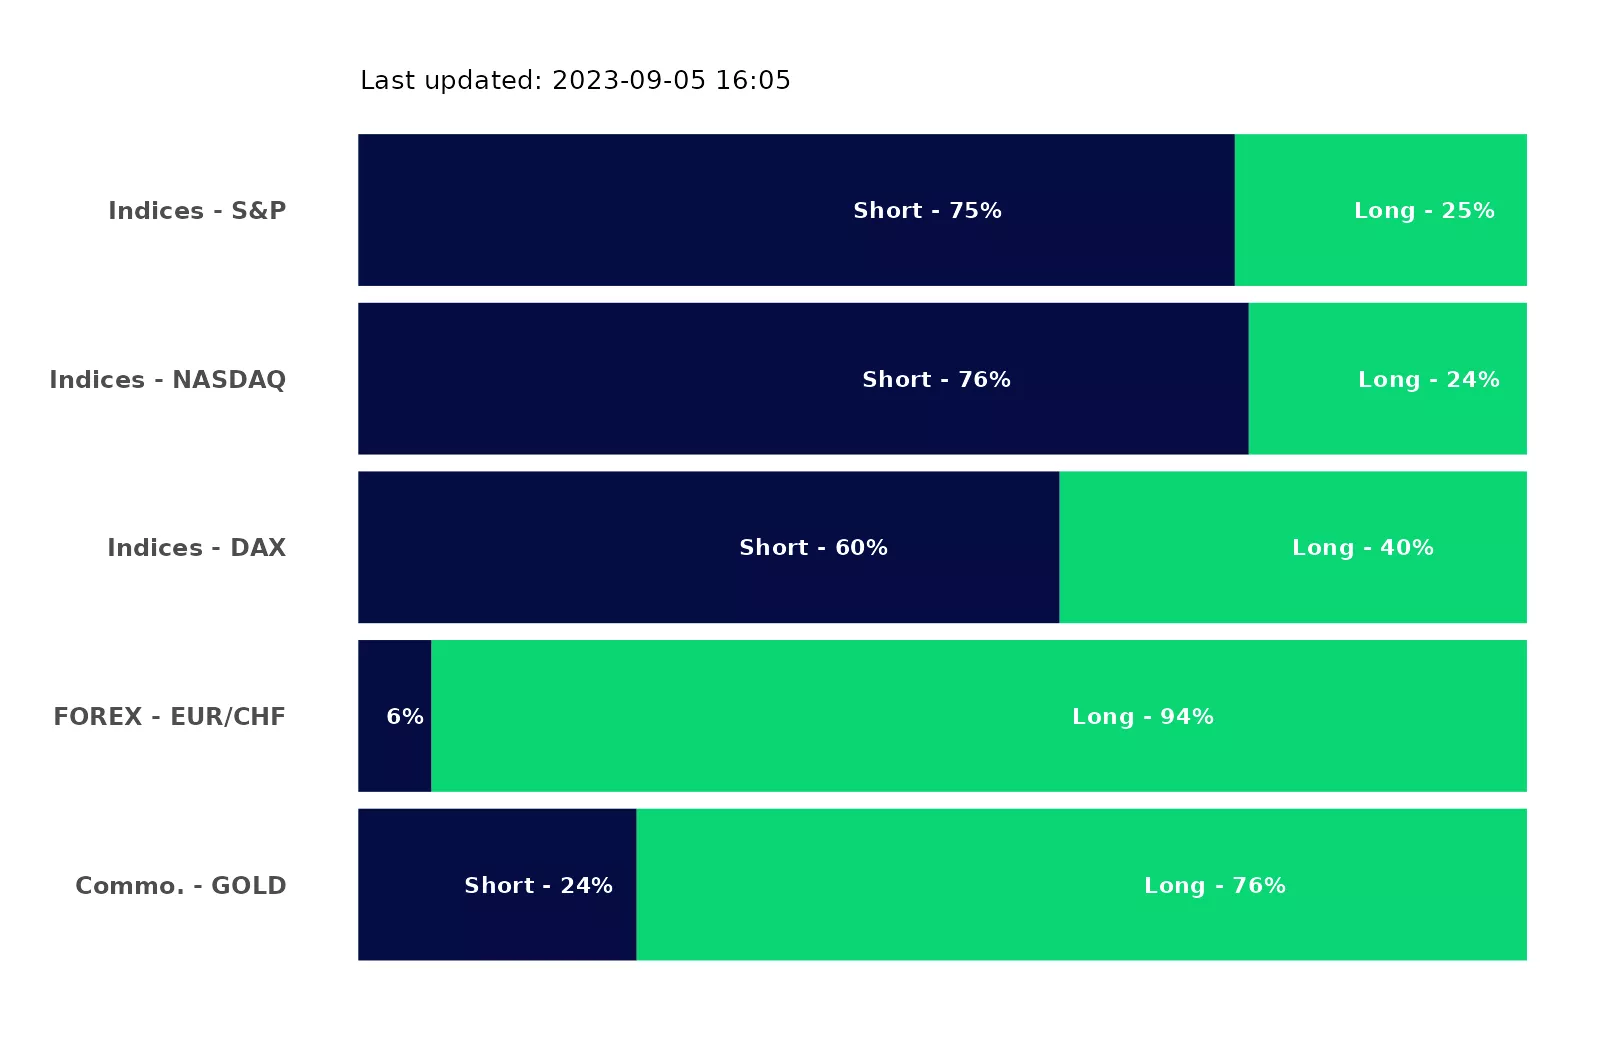 Last updated: 2023-09-05 16:05
Indices - S&P
Short - 75%
Long - 25%
Indices - NASDAQ
Short - 76%
Long - 24%
Indices - DAX
Short - 60%
Long - 40%
FOREX - EUR/CHF
6%
Long - 94%
Commo. - GOLD
Short - 24%
Long - 76%